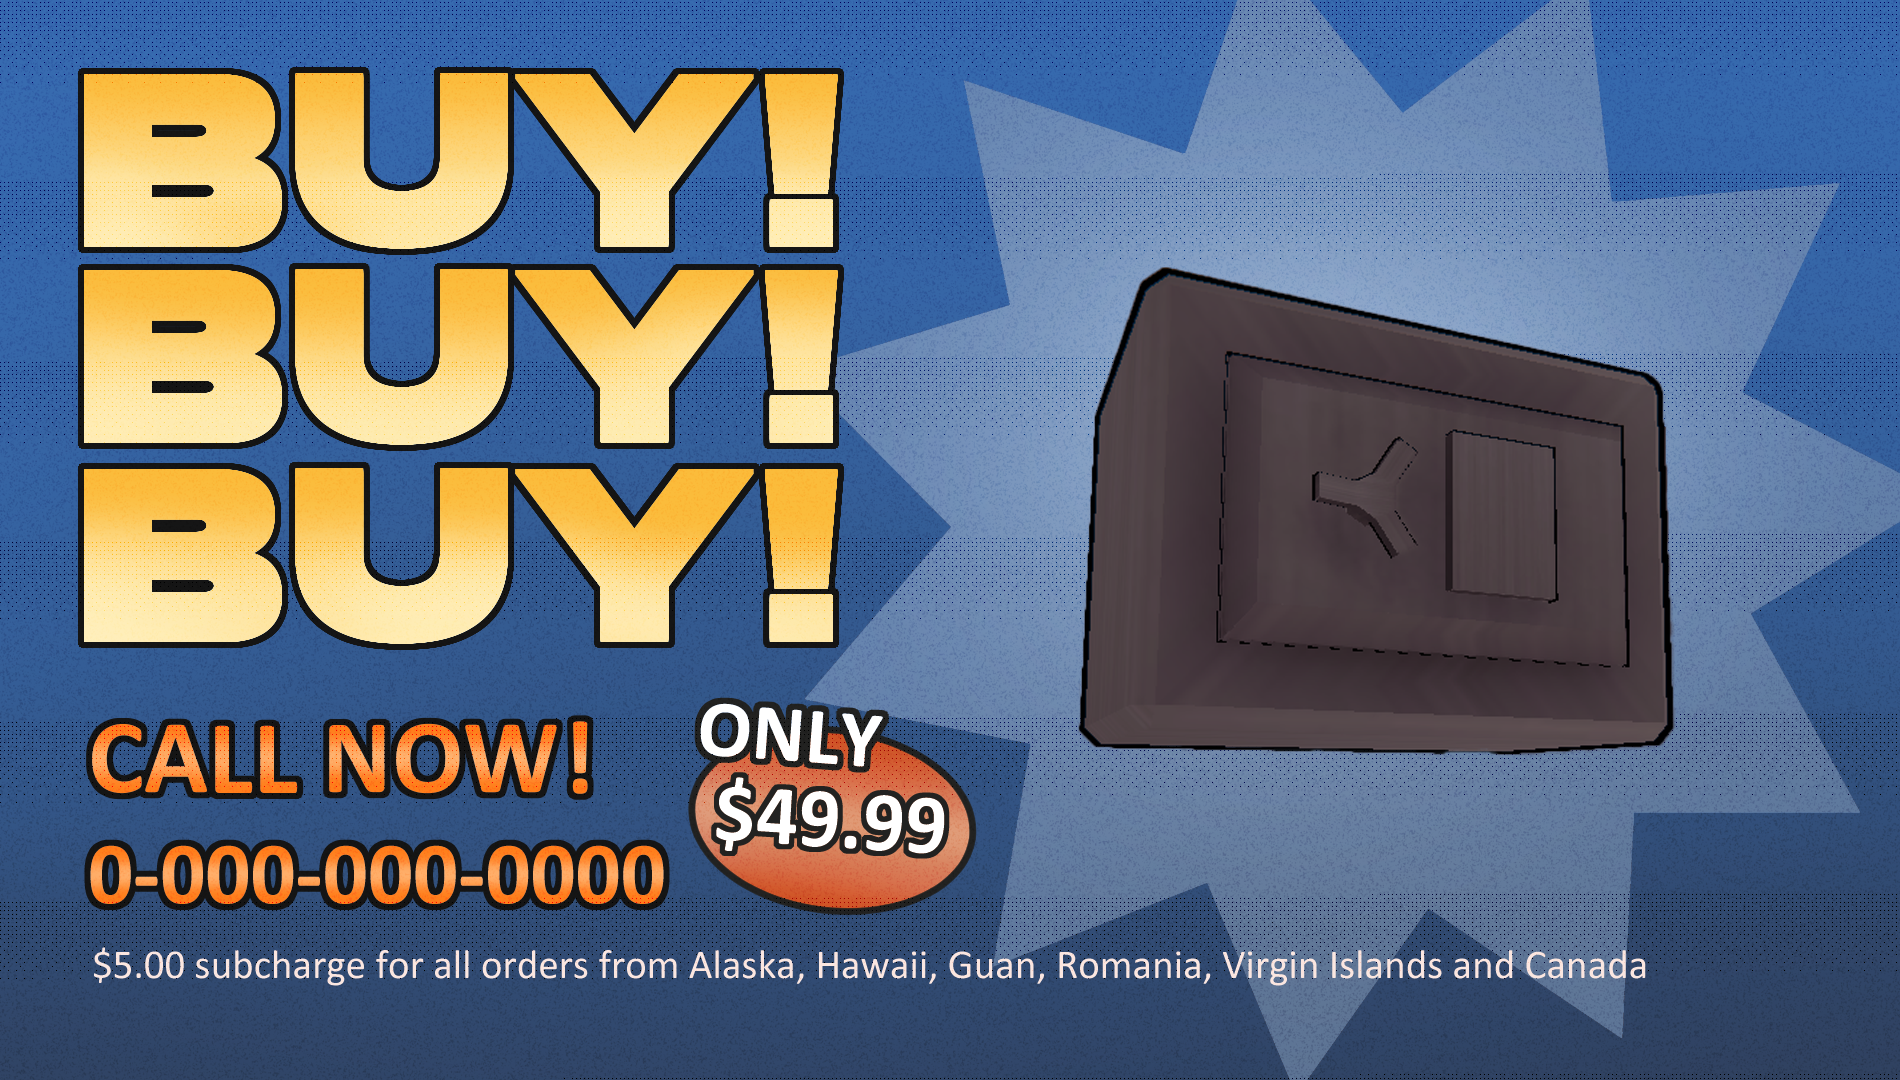 BUY!
BUY!
BUY!
CALL NOW!
0-000-000-0000
ONLY
$49.99
$5.00 subcharge for all orders from Alaska, Hawaii, Guan, Romania, Virgin Islands and Canada